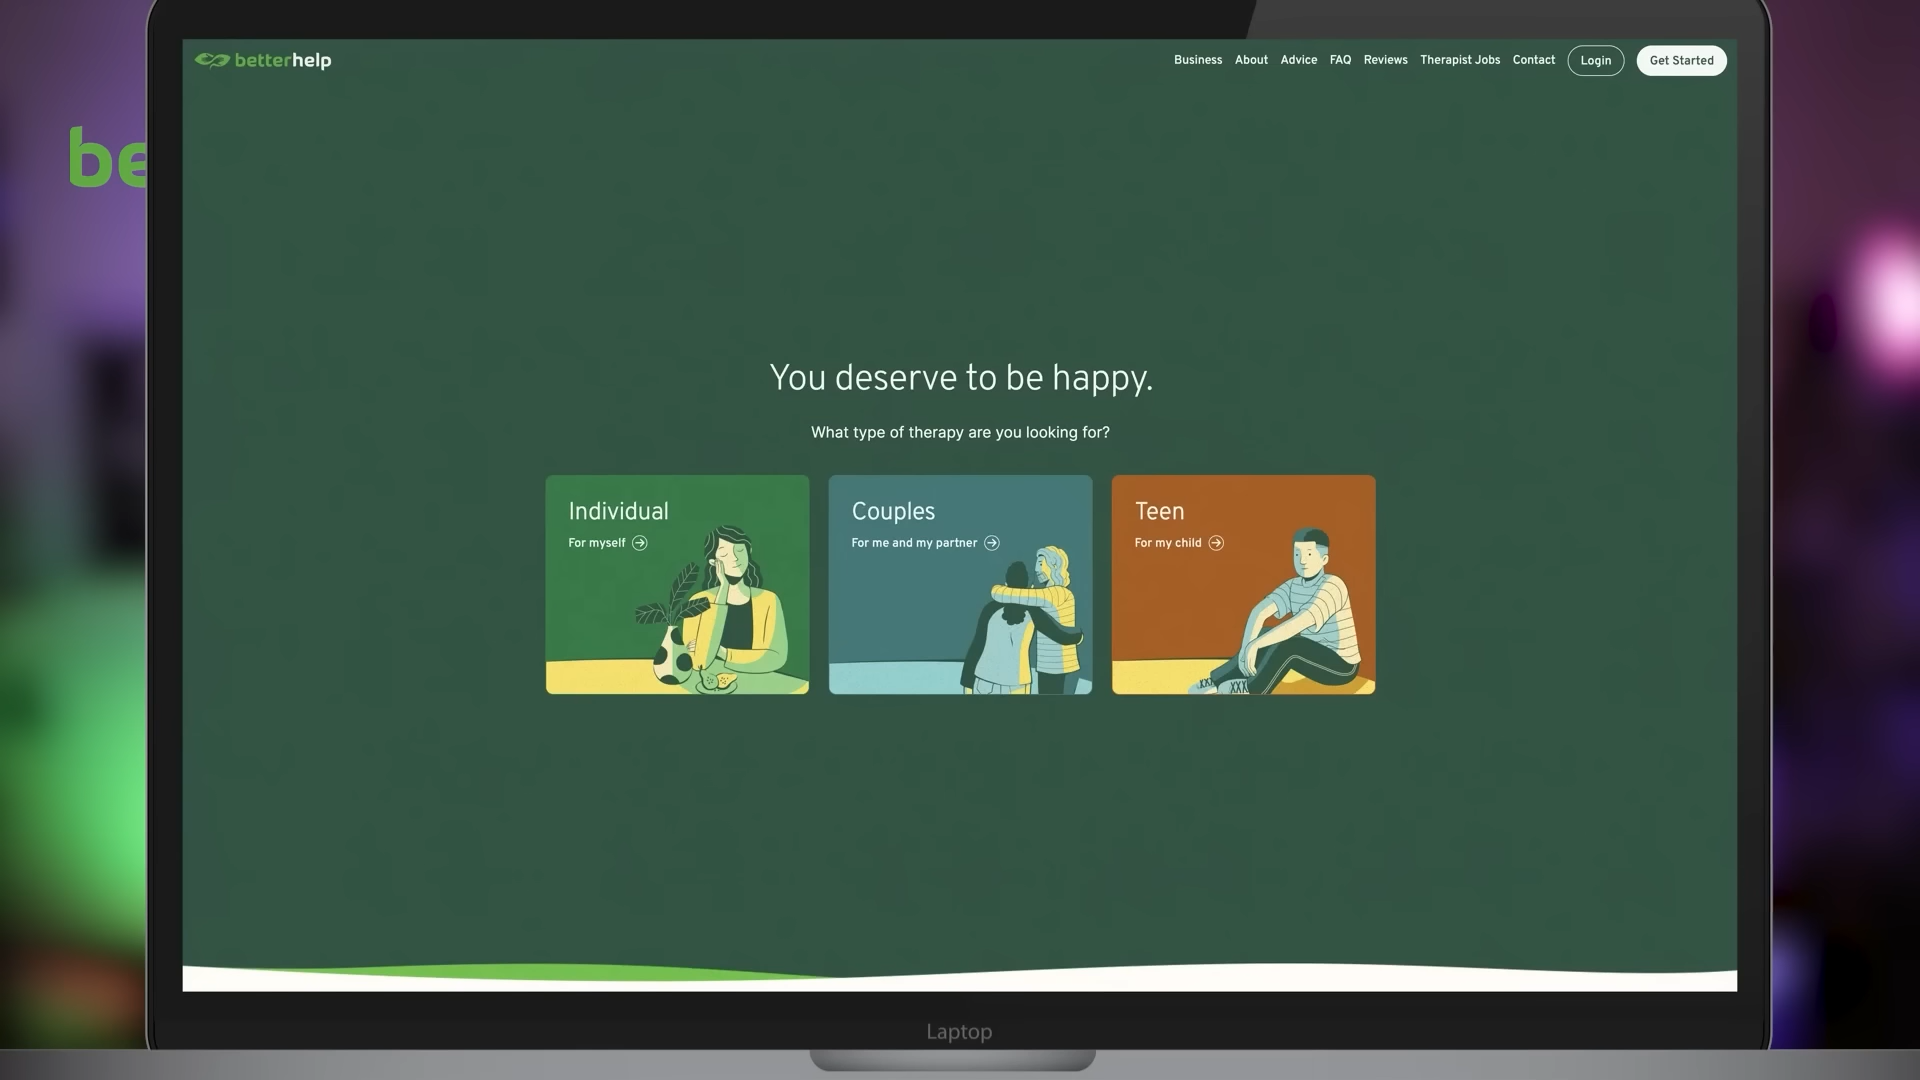 betterhelp
Business About Advice FAQ Reviews Therapist Jobs Contact Login Get Started
be
You deserve to be happy.
What type of therapy are you looking for?
Individual
For myself
Couples
For me and my partner
Teen
For my child
XXX
Laptop